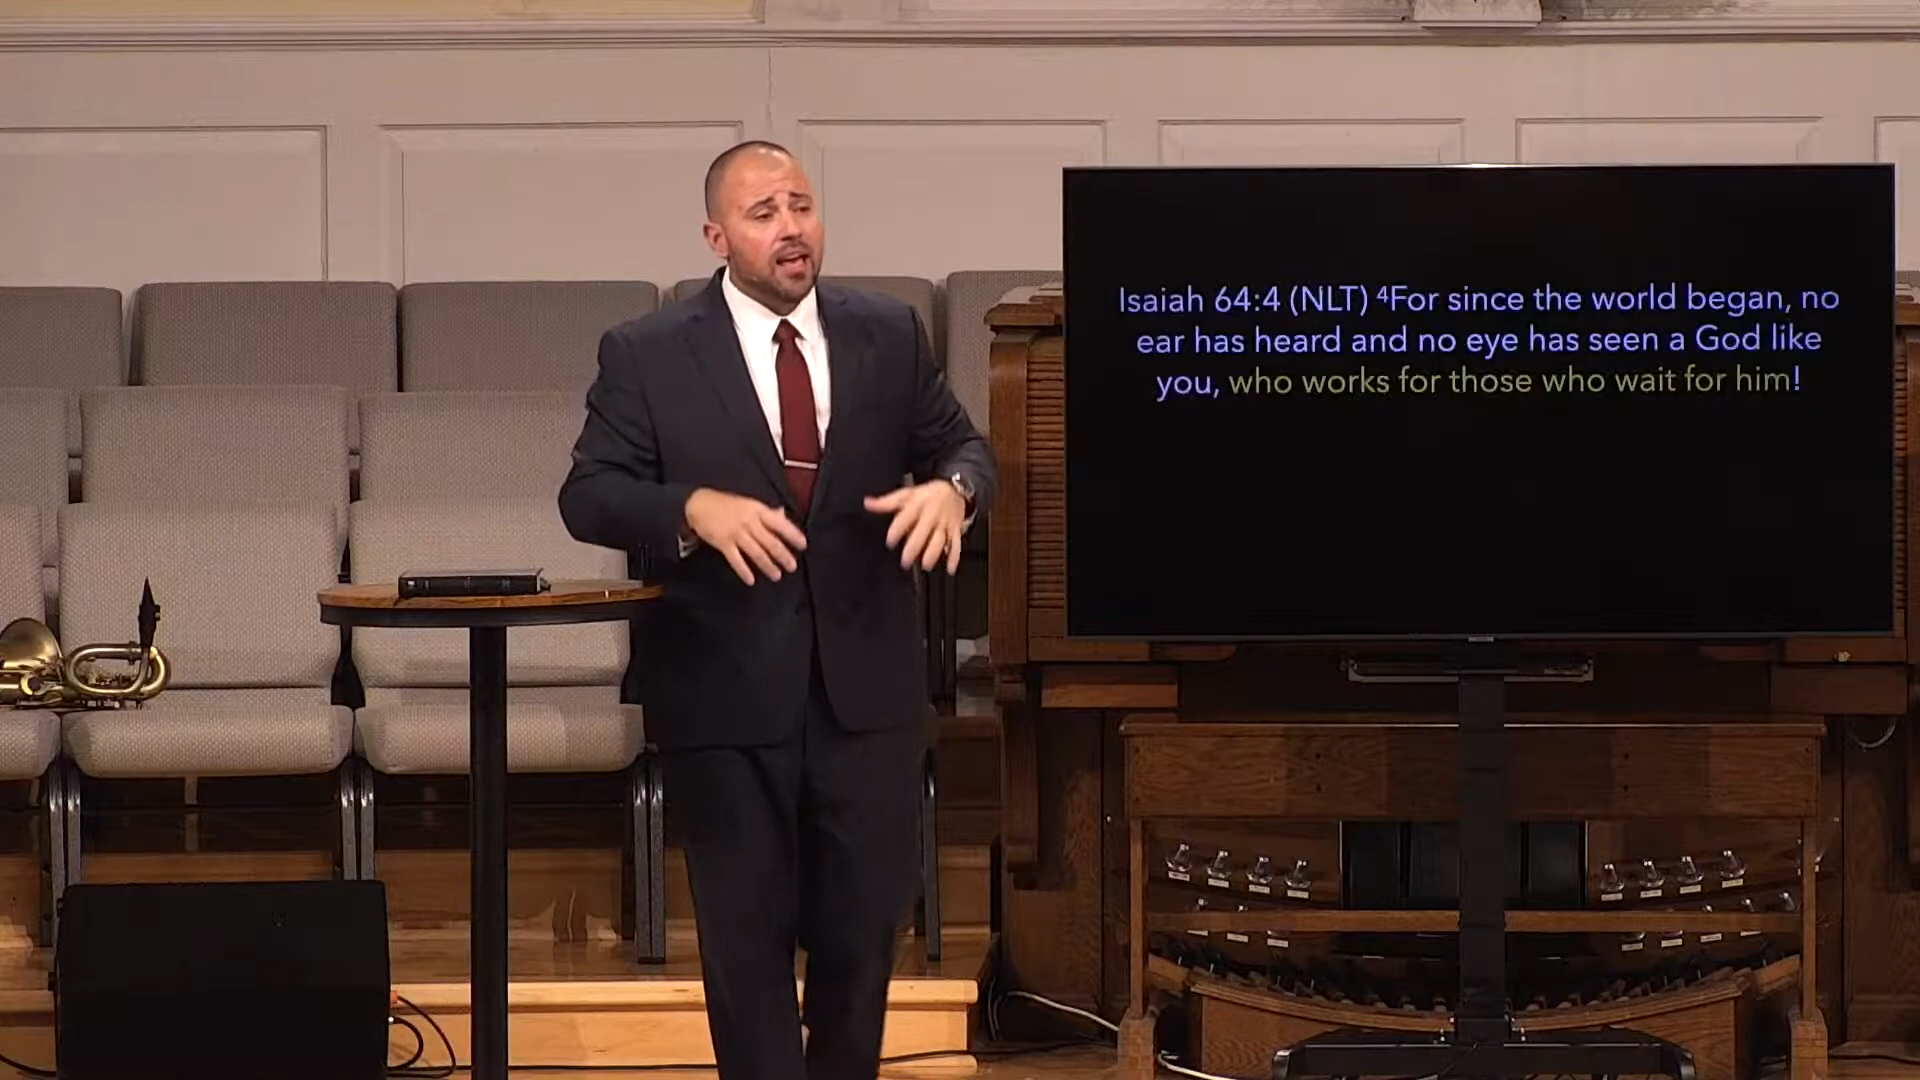 Isaiah 64:4 (NLT) ⁴For since the world began, no
ear has heard and no eye has seen a God like
you, who works for those who wait for him!